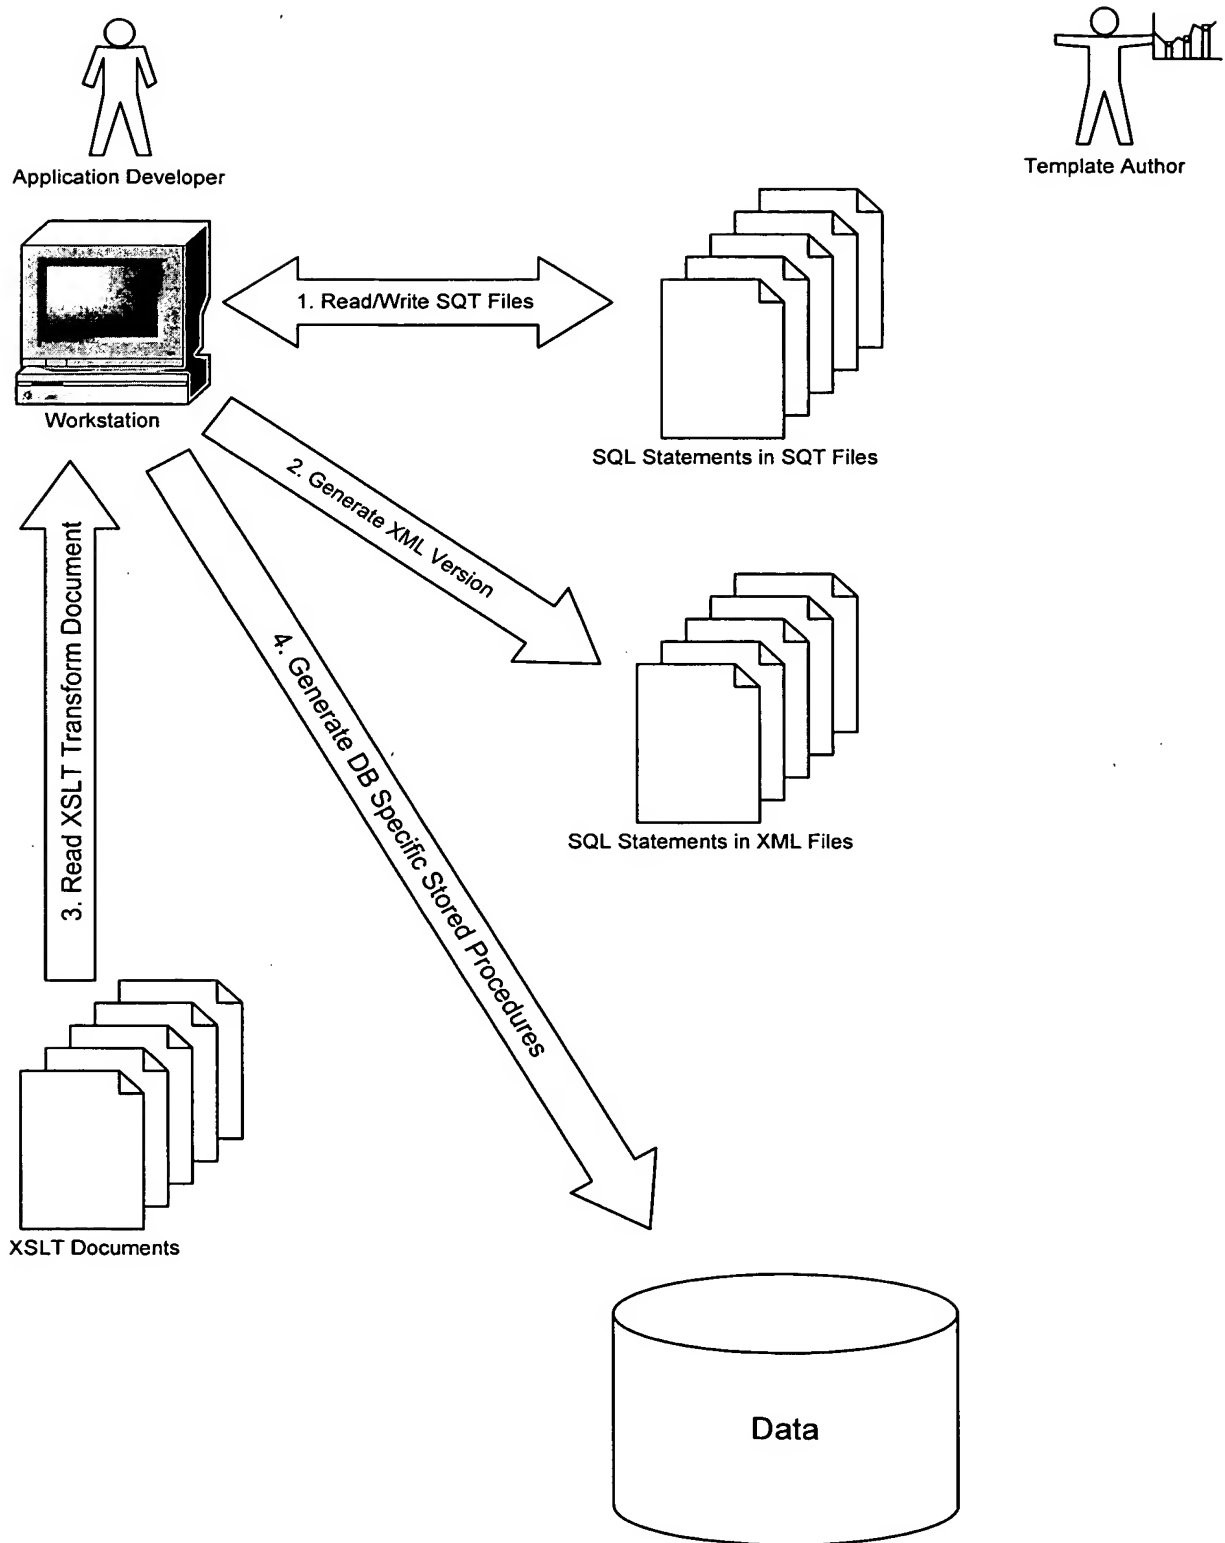 Application Developer
Template Author
1. Read/Write SQT Files
Workstation
SQL Statements in SQT Files
2. Generate XML Version
3. Read XSLT Transform Document
4. Generate DB Specific Stored Procedures
SQL Statements in XML Files
XSLT Documents
Data